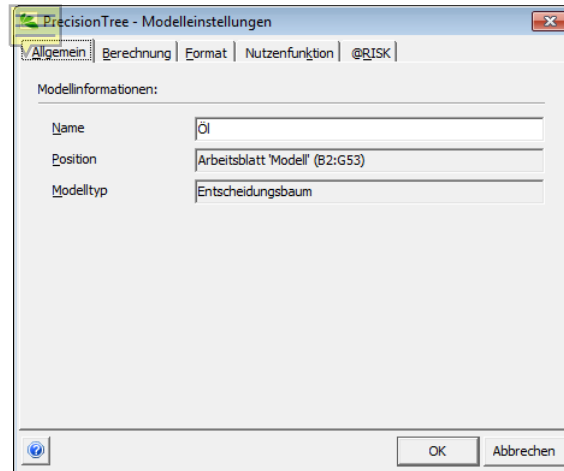 PrecisionTree - Modelleinstellungen
Allgemein Berechnung Format Nutzenfunktion @RISK
Modellinformationen:
Name Öl
Position Arbeitsblatt 'Modell' (B2:G53)
Modelltyp Entscheidungsbaum
OK Abbrechen